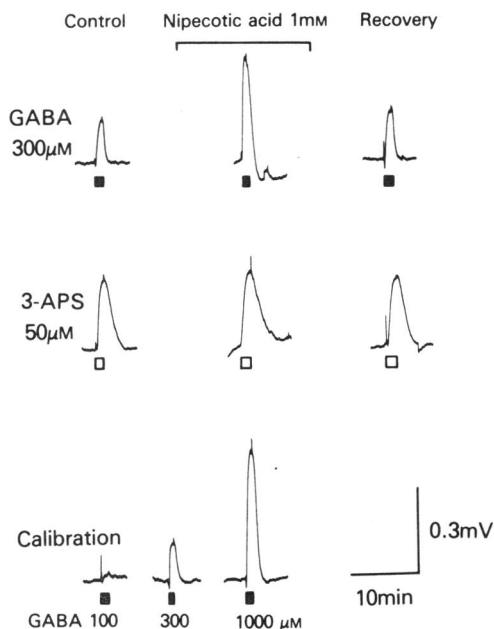 Control Nipecotic acid 1mM Recovery
GABA
300μM
3-APS
50μM
Calibration
0.3mV
10min
GABA 100 300 1000 μM